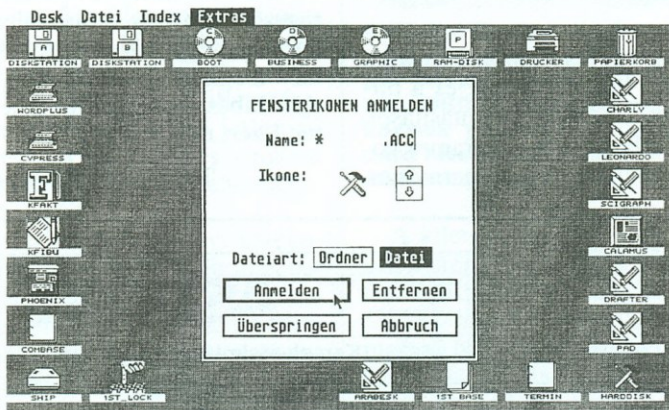 Desk Datei Index Extras
A B C D E P
DISKSTATION DISKSTATION BOOT BUSINESS GRAPHIC RAM-DISK DRUCKER PAPIERKORB
FENSTERIKONEN ANMELDEN
Name: * .ACC
Ikone:
Dateiart: Ordner Datei
Anmelden Entfernen
Überspringen Abbruch
WORDPLUS
CYPRESS
KFAKT
KFIBU
PHOENIX
COMBASE
CHARLY
LEONARDO
SCIGRAPH
CALAMUS
DRAFTER
PAD
SHIP 1ST_LOCK ARABESK 1ST BASE TERMIN HARDDISK